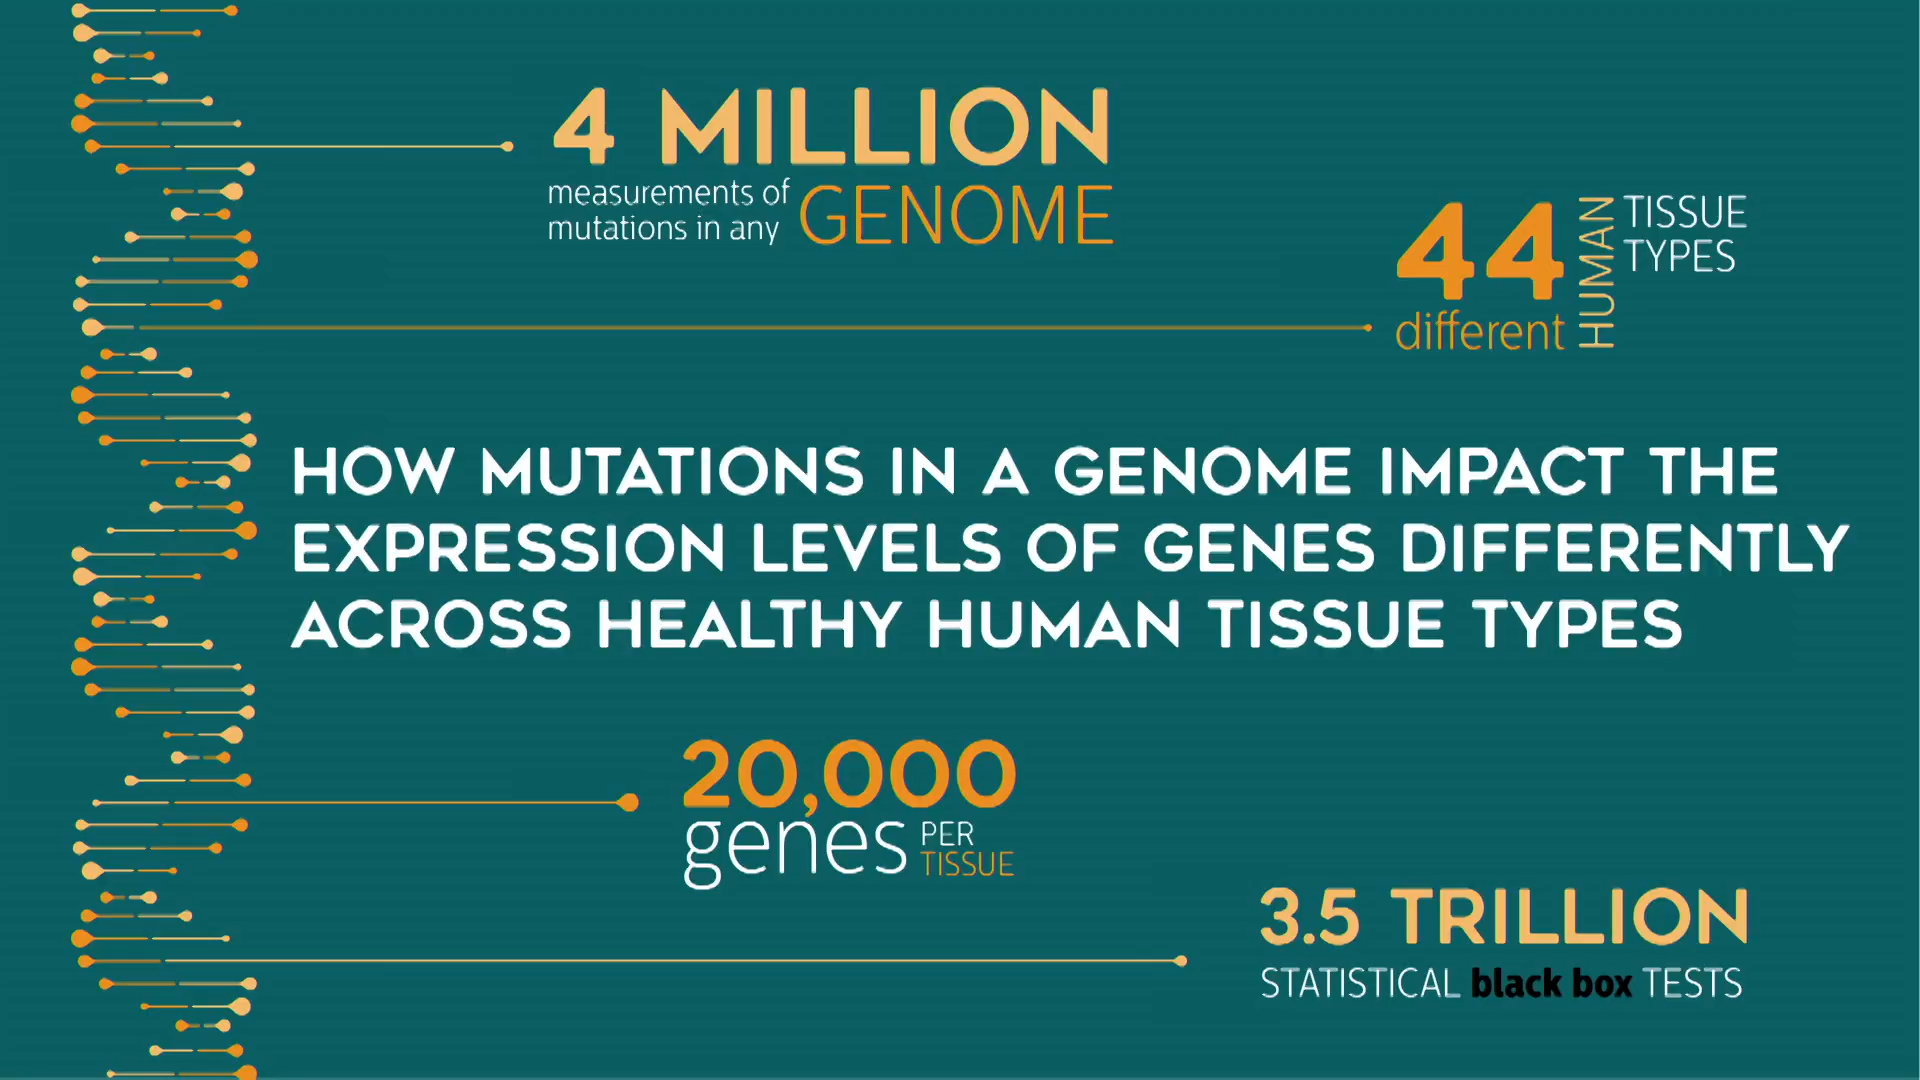 4 MILLION
measurements of
mutations in any GENOME
44 HUMAN TISSUE
TYPES
different
HOW MUTATIONS IN A GENOME IMPACT THE
EXPRESSION LEVELS OF GENES DIFFERENTLY
ACROSS HEALTHY HUMAN TISSUE TYPES
20,000
genes PER
TISSUE
3.5 TRILLION
STATISTICAL black box TESTS